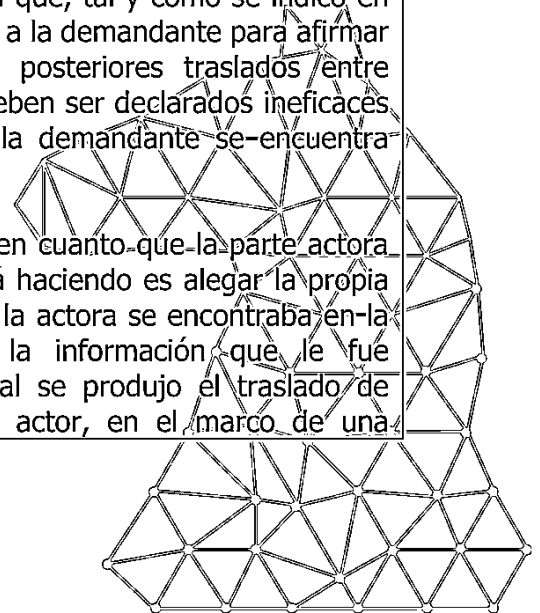 que, tal y como se indicó en
a la demandante para afirmar
posteriores traslados entre
ser declarados ineficaces
la demandante se encuentra
en cuanto que la parte actora
haciendo es alegar la propia
la actora se encontraba en la
la información que le fue
se produjo el traslado de
actor, en el marco de una